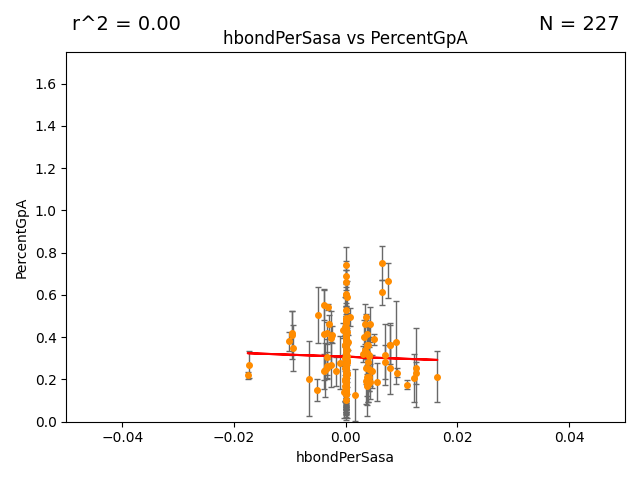 r^2 = 0.00
N = 227
hbondPerSasa vs PercentGpA
1.6
1.4
1.2
1.0
0.8
0.6
0.4
0.2
0.0
PercentGpA
−0.04
−0.02
0.00
0.02
0.04
hbondPerSasa